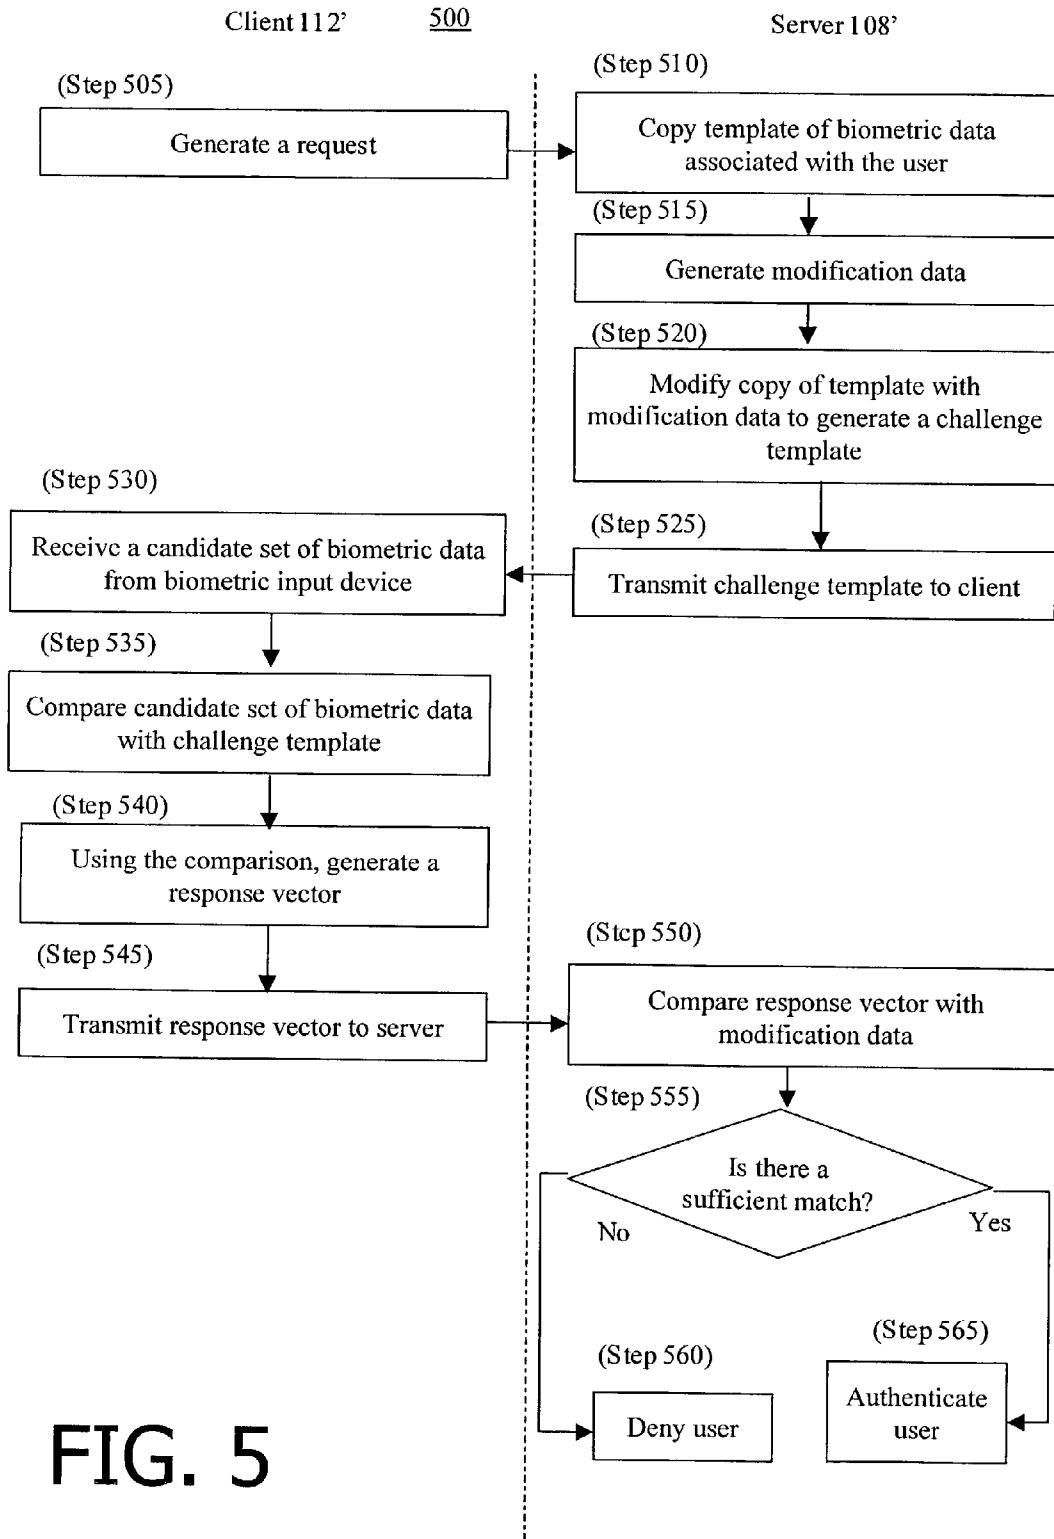 Client 112’
500
Server 108’
(Step 505)
Generate a request
(Step 510)
Copy template of biometric data
associated with the user
(Step 515)
Generate modification data
(Step 520)
Modify copy of template with
modification data to generate a challenge
template
(Step 525)
Transmit challenge template to client
(Step 530)
Receive a candidate set of biometric data
from biometric input device
(Step 535)
Compare candidate set of biometric data
with challenge template
(Step 540)
Using the comparison, generate a
response vector
(Step 545)
Transmit response vector to server
(Step 550)
Compare response vector with
modification data
(Step 555)
Is there a
sufficient match?
No
Yes
(Step 560)
Deny user
(Step 565)
Authenticate
user
FIG. 5